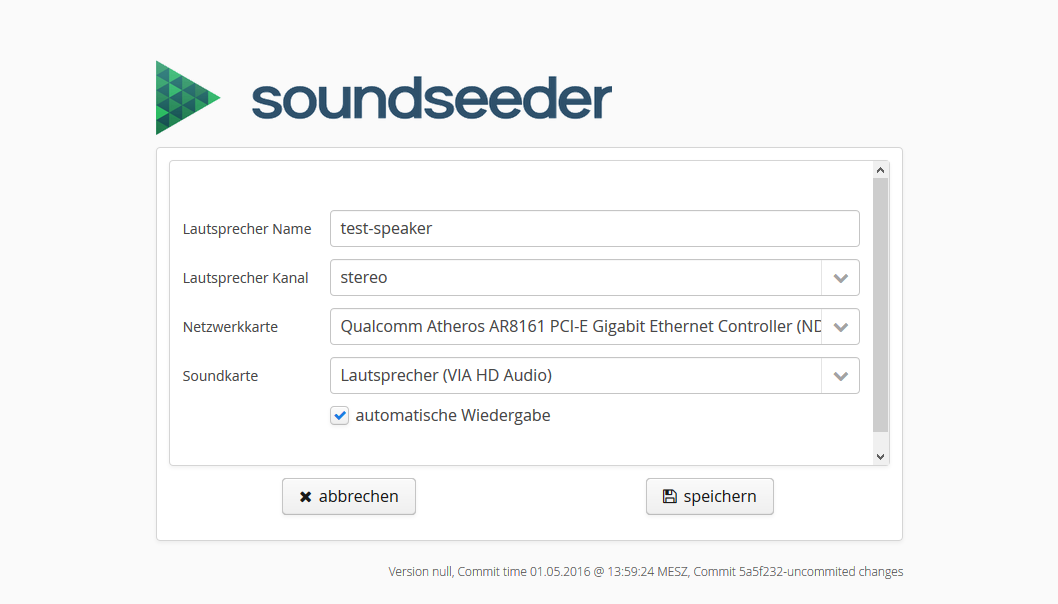 soundseeder
Lautsprecher Name
test-speaker
Lautsprecher Kanal
stereo
Netzwerkkarte
Qualcomm Atheros AR8161 PCI-E Gigabit Ethernet Controller (ND
Soundkarte
Lautsprecher (VIA HD Audio)
automatische Wiedergabe
abbrechen
speichern
Version null, Commit time 01.05.2016 @ 13:59:24 MESZ, Commit 5a5f232-uncommited changes